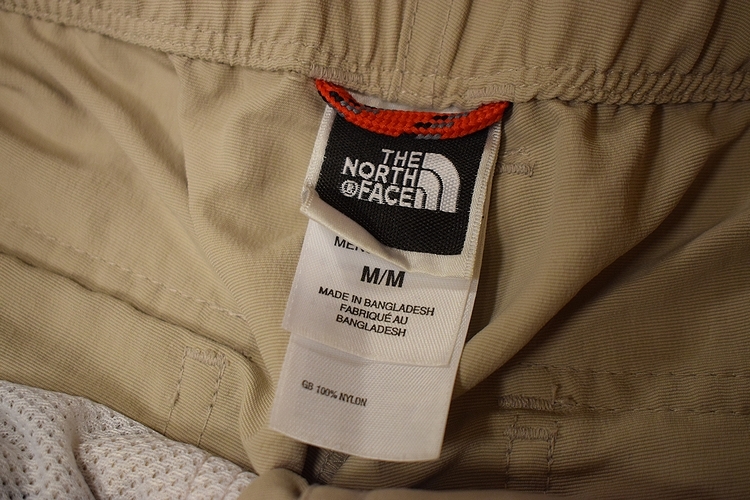 THE
NORTH
® FACE
M/M
MADE IN BANGLADESH
FABRIQUÉ AU
BANGLADESH
GB 100% NYLON